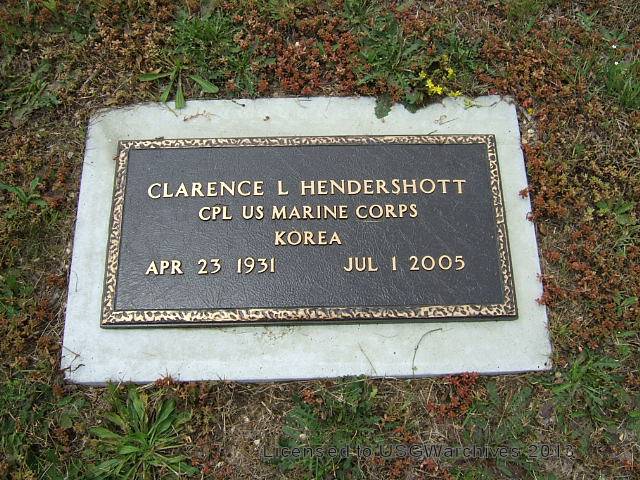 CLARENCE L HENDERSHOTT
CPL US MARINE CORPS
KOREA
APR 23 1931 JUL 1 2005
Licensed to USGWarchives 2013